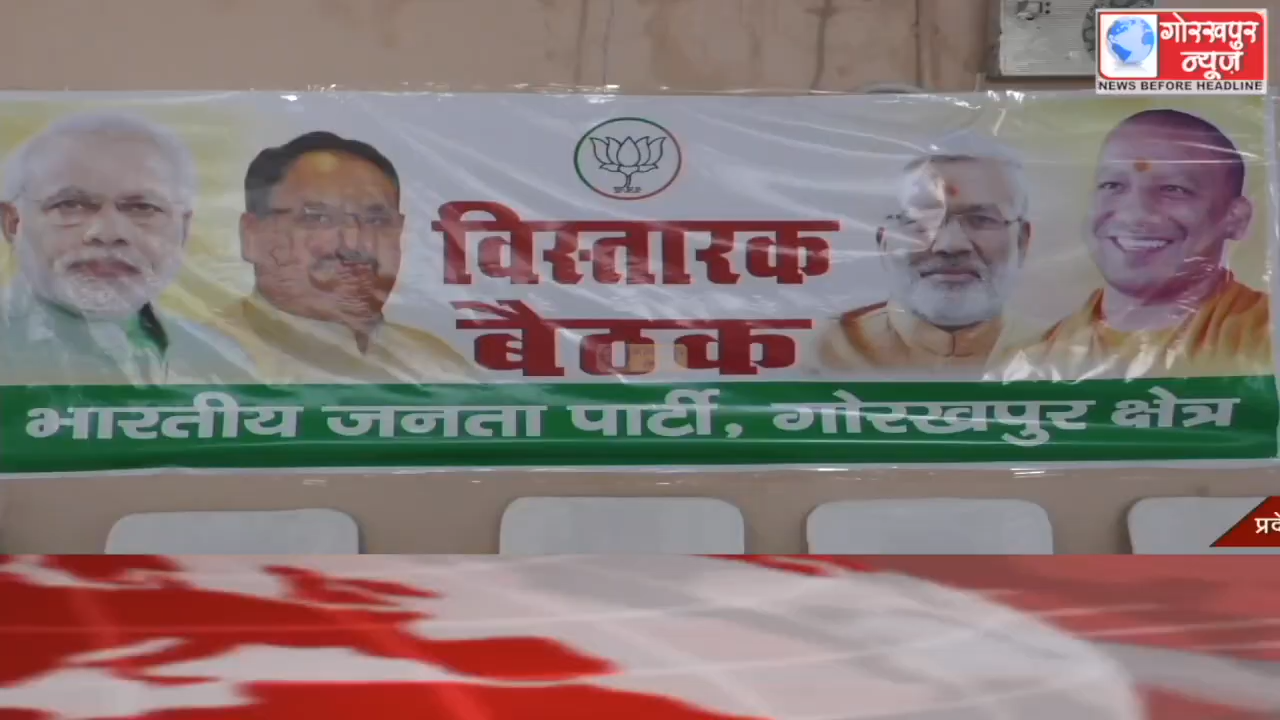 गोरखपुर
न्यूज़
NEWS BEFORE HEADLINE
विस्तारक
बैठक
भारतीय जनता पार्टी, गोरखपुर क्षेत्र